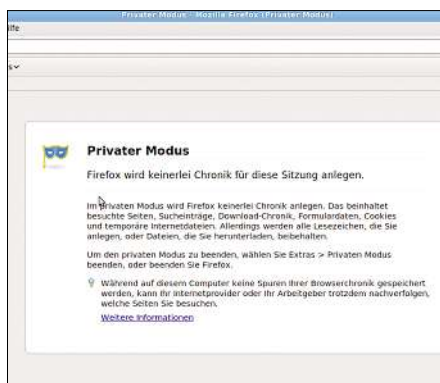 Privater Modus - Mozilla Firefox (Privater Modus)
ilfe
s
Privater Modus
Firefox wird keinerlei Chronik für diese Sitzung anlegen.
Im privaten Modus wird Firefox keinerlei Chronik anlegen. Das beinhaltet
besuchte Seiten, Sucheinträge, Download-Chronik, Formulardaten, Cookies
und temporäre Internetdateien. Allerdings werden alle Lesezeichen, die Sie
anlegen, oder Dateien, die Sie herunterladen, beibehalten.
Um den privaten Modus zu beenden, wählen Sie Extras > Privaten Modus
beenden, oder beenden Sie Firefox.
Während auf diesem Computer keine Spuren Ihrer Browserchronik gespeichert
werden, kann Ihr Internetprovider oder Ihr Arbeitgeber trotzdem nachverfolgen,
welche Seiten Sie besuchen.
Weitere Informationen